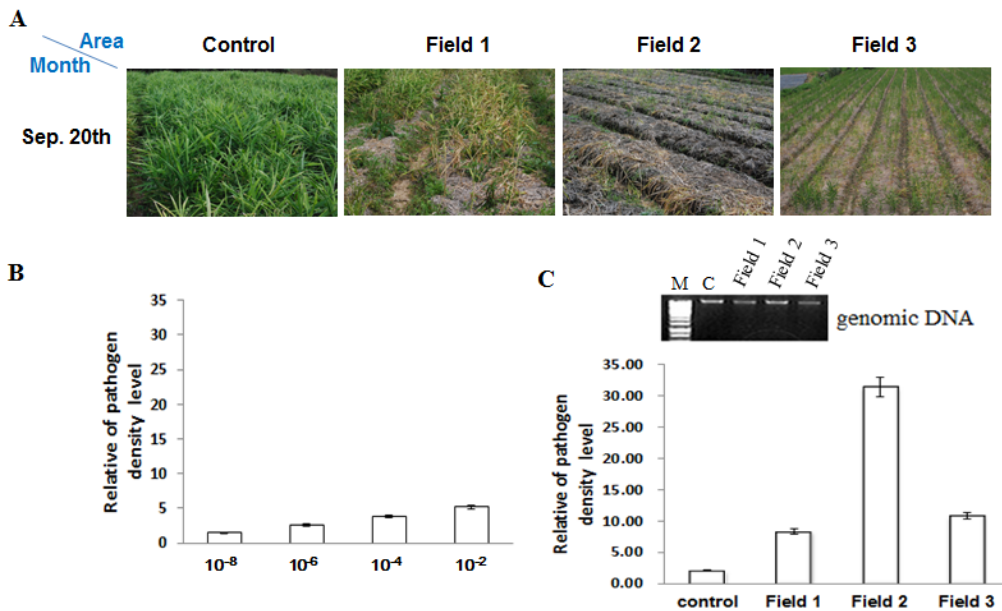 A
Area
Month
Control
Field 1
Field 2
Field 3
Sep. 20th
B
Relative of pathogen
density level
35
30
25
20
15
10
5
0
10-8
10-6
10-4
10-2
C
M
C
Field 1
Field 2
Field 3
genomic DNA
Relative of pathogen
density level
35.00
30.00
25.00
20.00
15.00
10.00
5.00
0.00
control
Field 1
Field 2
Field 3